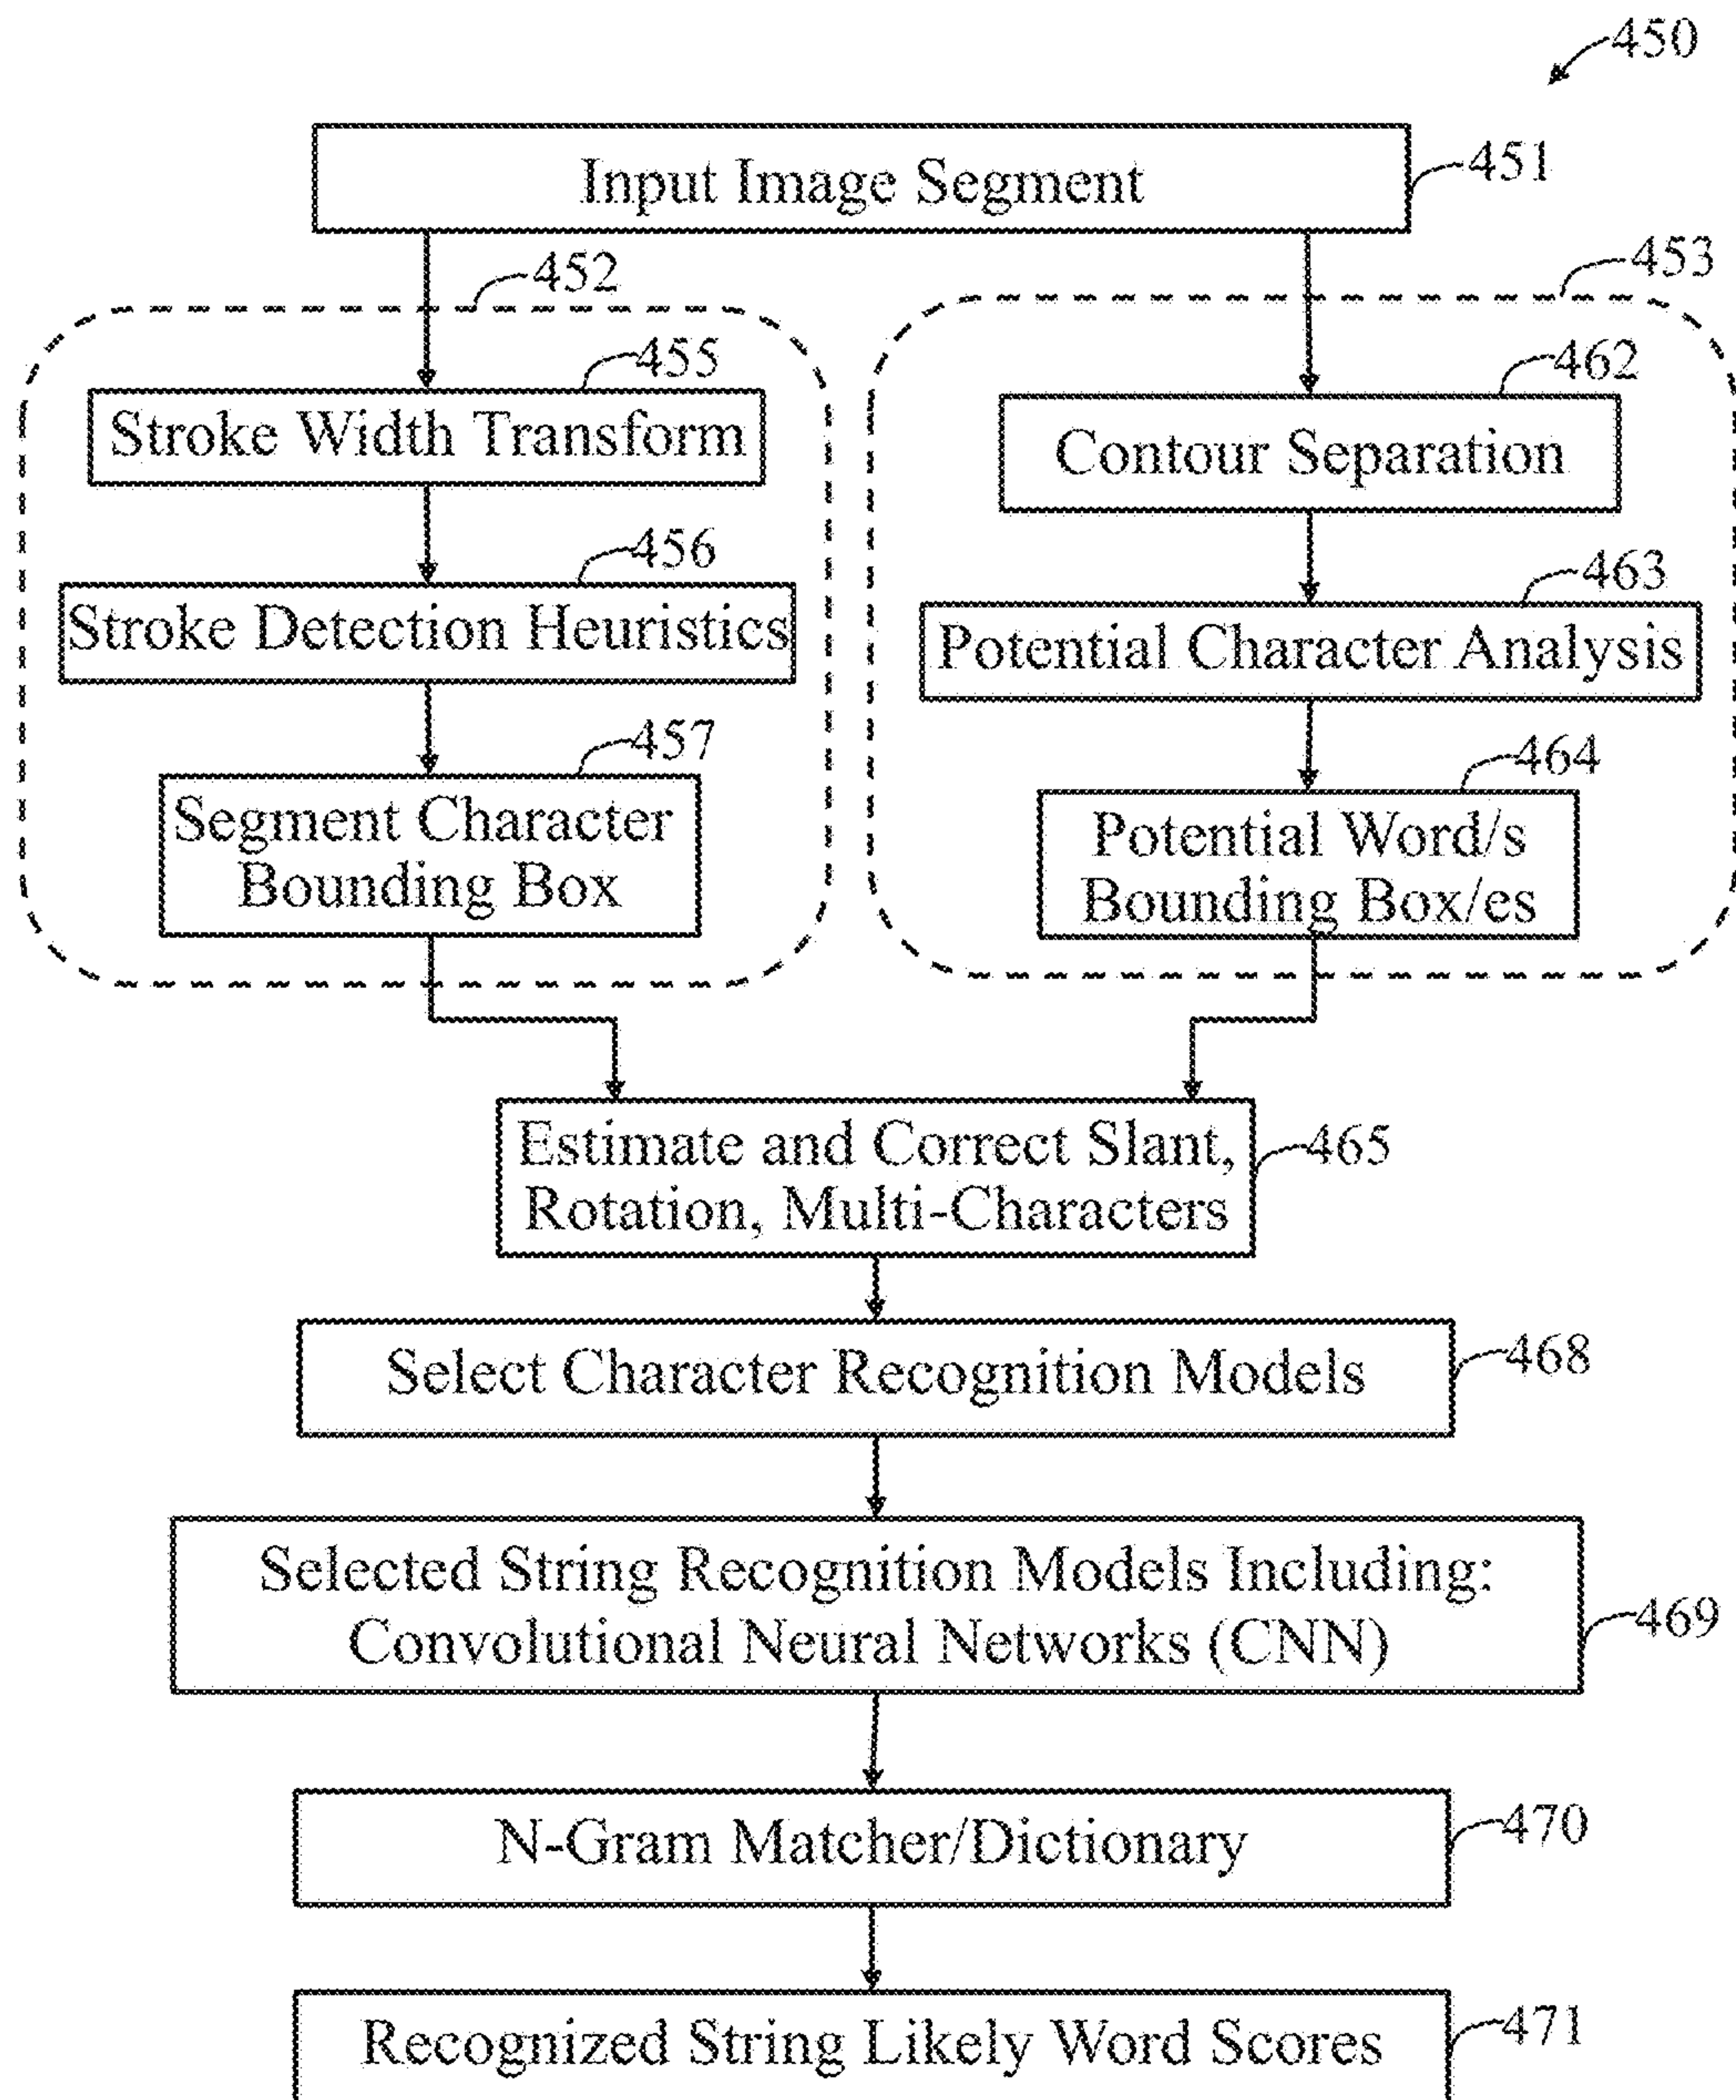 450
Input Image Segment
451
452
453
455
Stroke Width Transform
462
Contour Separation
456
Stroke Detection Heuristics
463
Potential Character Analysis
457
Segment Character
Bounding Box
464
Potential Word/s
Bounding Box/es
Estimate and Correct Slant,
Rotation, Multi-Characters
465
Select Character Recognition Models
468
Selected String Recognition Models Including:
Convolutional Neural Networks (CNN)
469
N-Gram Matcher/Dictionary
470
Recognized String Likely Word Scores
471